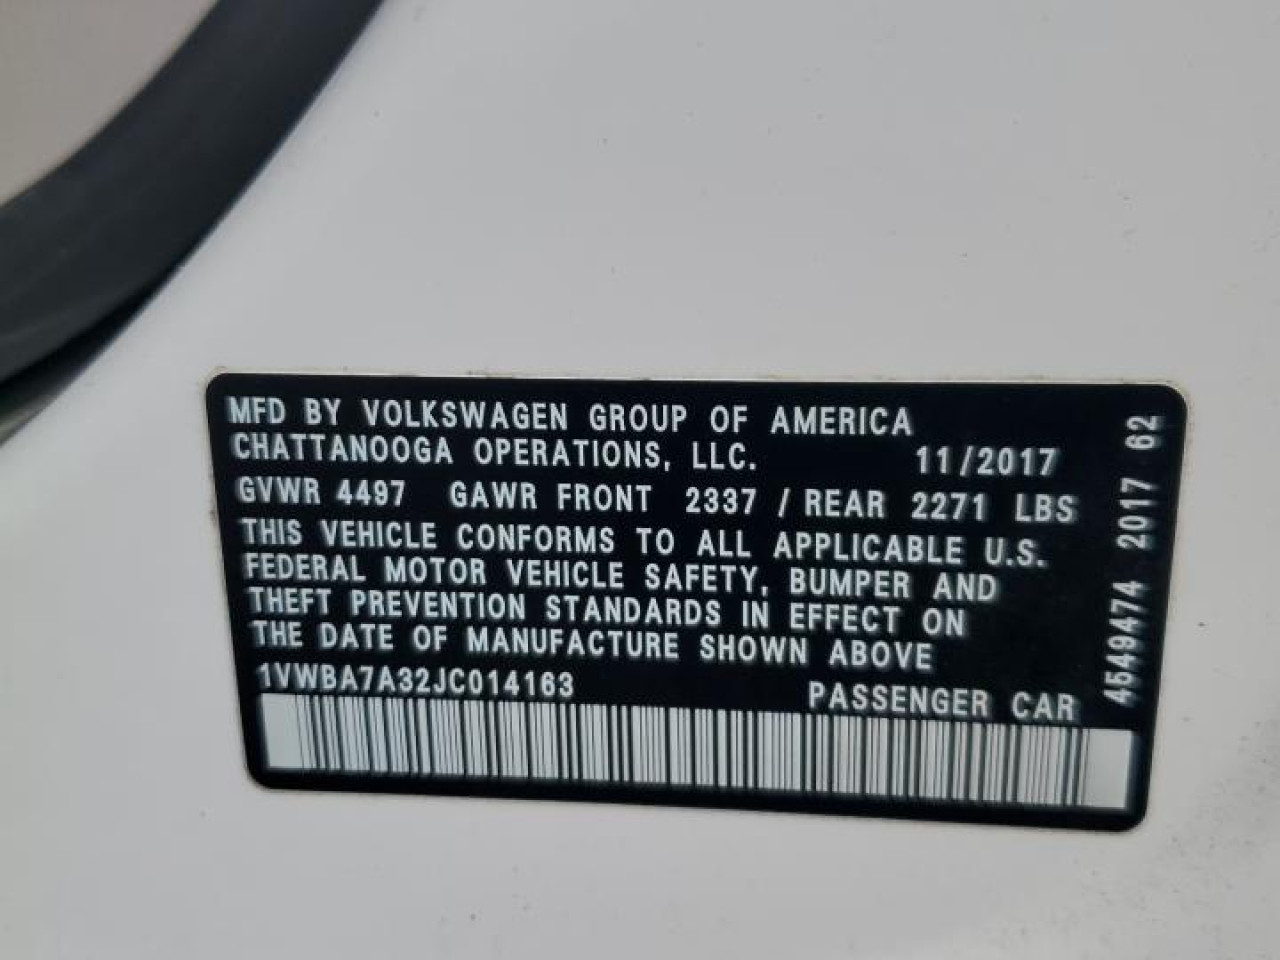 MFD BY VOLKSWAGEN GROUP OF AMERICA
CHATTANOOGA OPERATIONS, LLC. 11/2017
GVWR 4497 GAWR FRONT 2337 / REAR 2271 LBS
THIS VEHICLE CONFORMS TO ALL APPLICABLE U.S.
FEDERAL MOTOR VEHICLE SAFETY, BUMPER AND
THEFT PREVENTION STANDARDS IN EFFECT ON
THE DATE OF MANUFACTURE SHOWN ABOVE
1VWBA7A32JC014163 PASSENGER CAR
4549474 2017 62